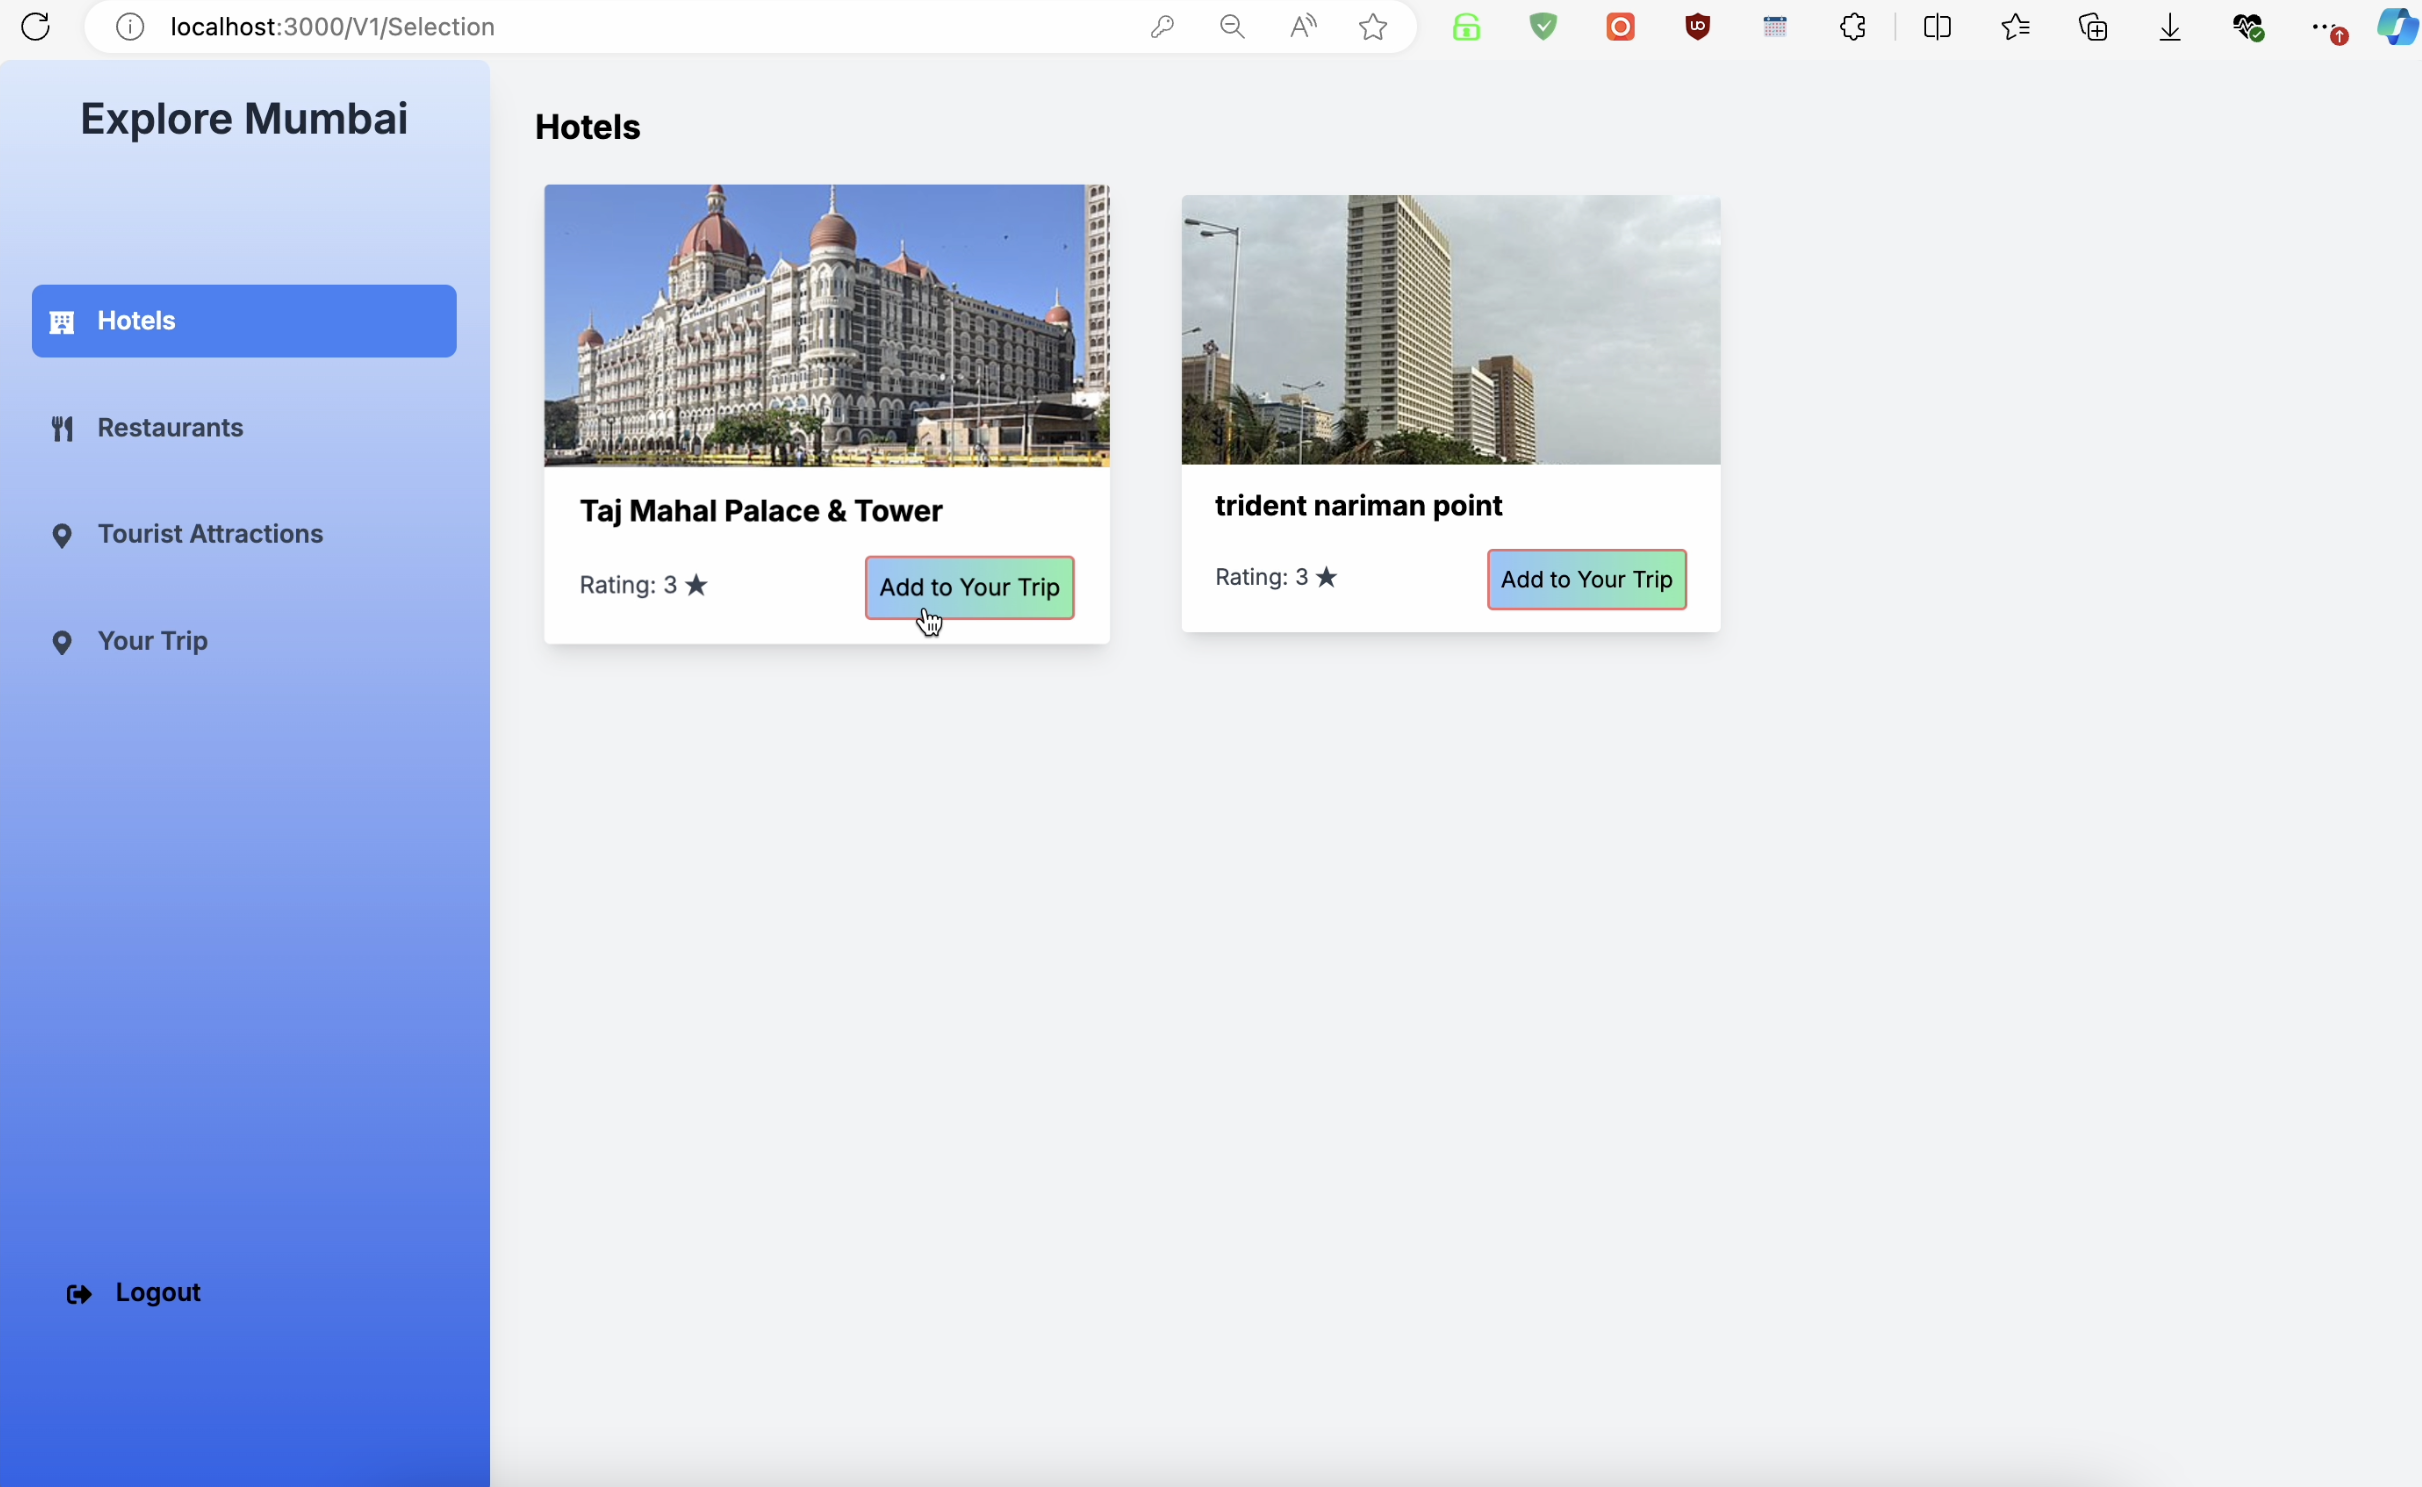 localhost:3000/V1/Selection
Explore Mumbai
Hotels
Restaurants
Tourist Attractions
Your Trip
Logout
Hotels
Taj Mahal Palace & Tower
Rating: 3 ★
Add to Your Trip
trident nariman point
Rating: 3 ★
Add to Your Trip